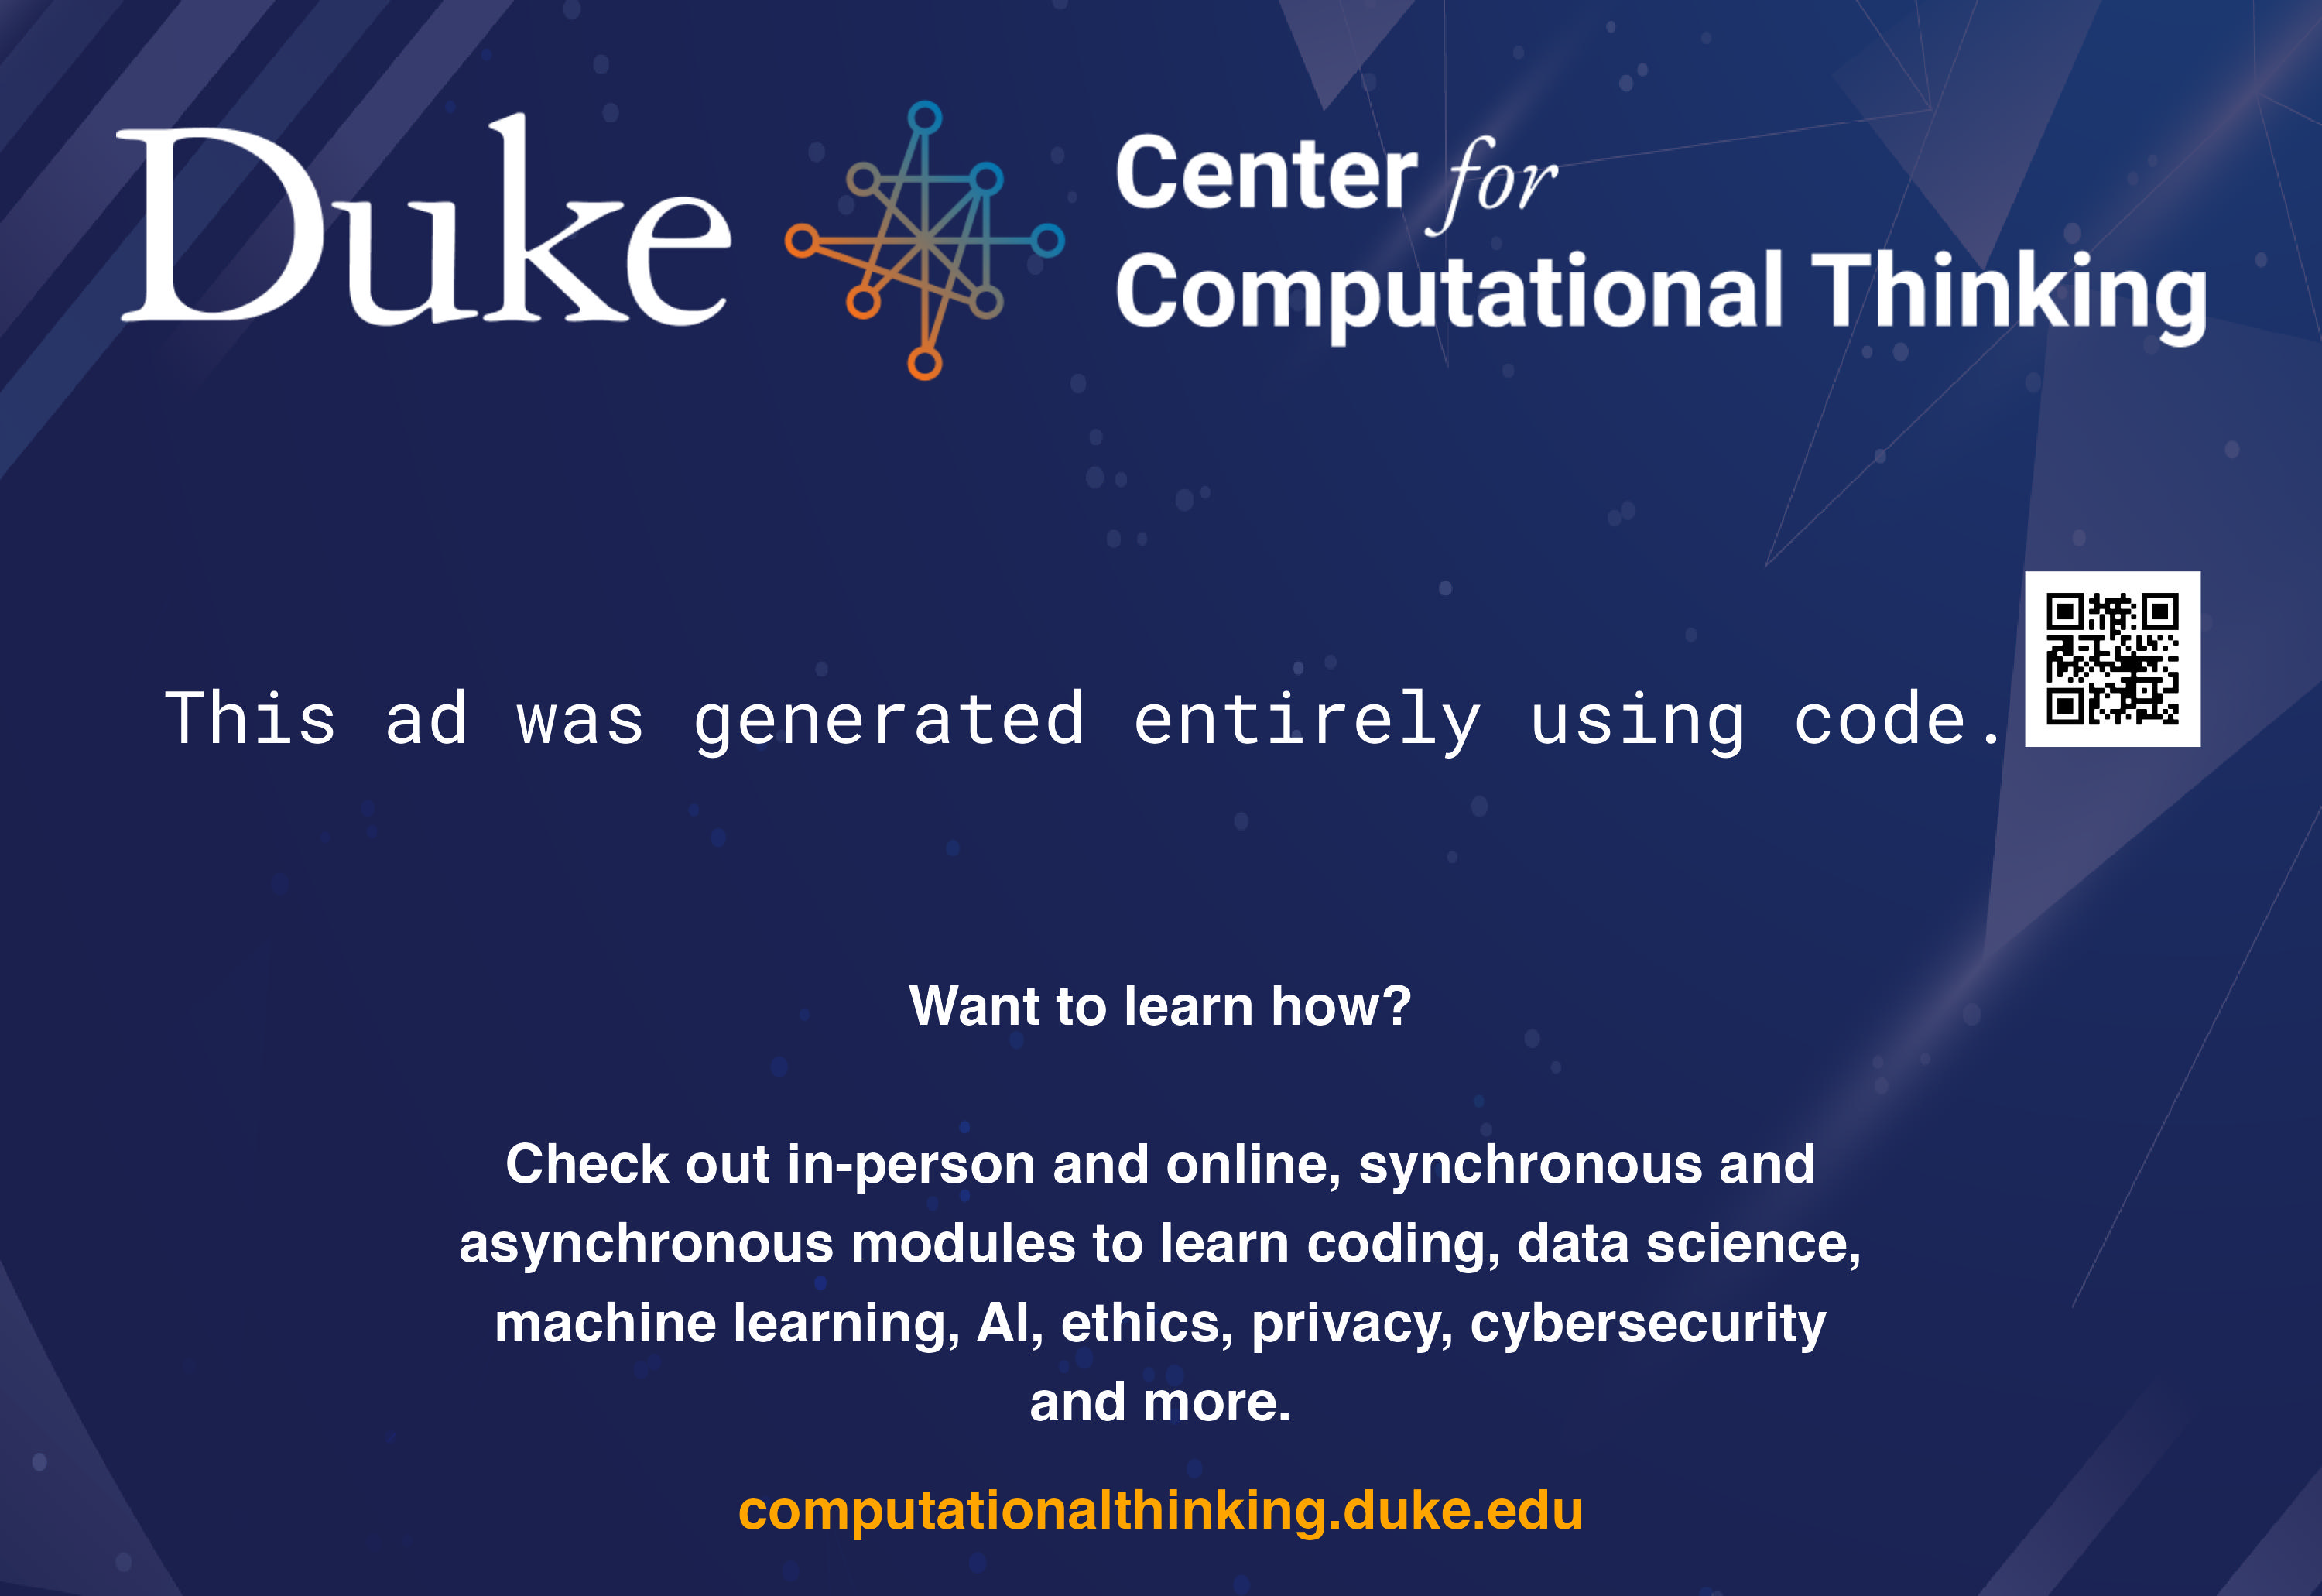 Duke
Center for
Computational Thinking
This ad was generated entirely using code.
Want to learn how?
Check out in-person and online, synchronous and
asynchronous modules to learn coding, data science,
machine learning, AI, ethics, privacy, cybersecurity
and more.
computationalthinking.duke.edu